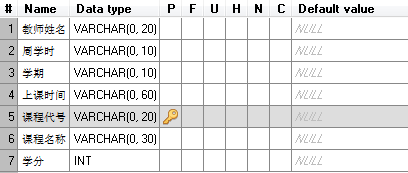 # Name Data type P F U H N C Default value
1 教师姓名 VARCHAR(0, 20) NULL
2 周学时 VARCHAR(0, 10) NULL
3 学期 VARCHAR(0, 10) NULL
4 上课时间 VARCHAR(0, 60) NULL
5 课程代号 VARCHAR(0, 20) NULL
6 课程名称 VARCHAR(0, 30) NULL
7 学分 INT NULL